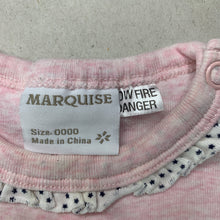 MARQUISE
Size: 0000
Made in China
OW FIRE
DANGER